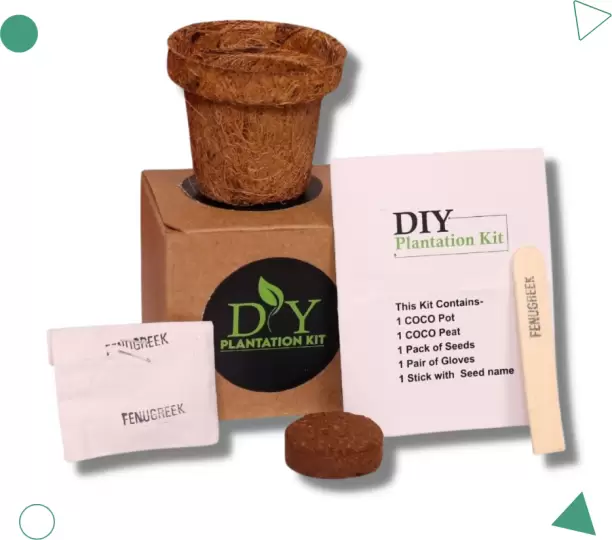 DIY
PLANTATION KIT
DIY
Plantation Kit
This Kit Contains-
1 COCO Pot
1 COCO Peat
1 Pack of Seeds
1 Pair of Gloves
1 Stick with Seed name
FENUGREEK
FENUGREEK
FENUGREEK